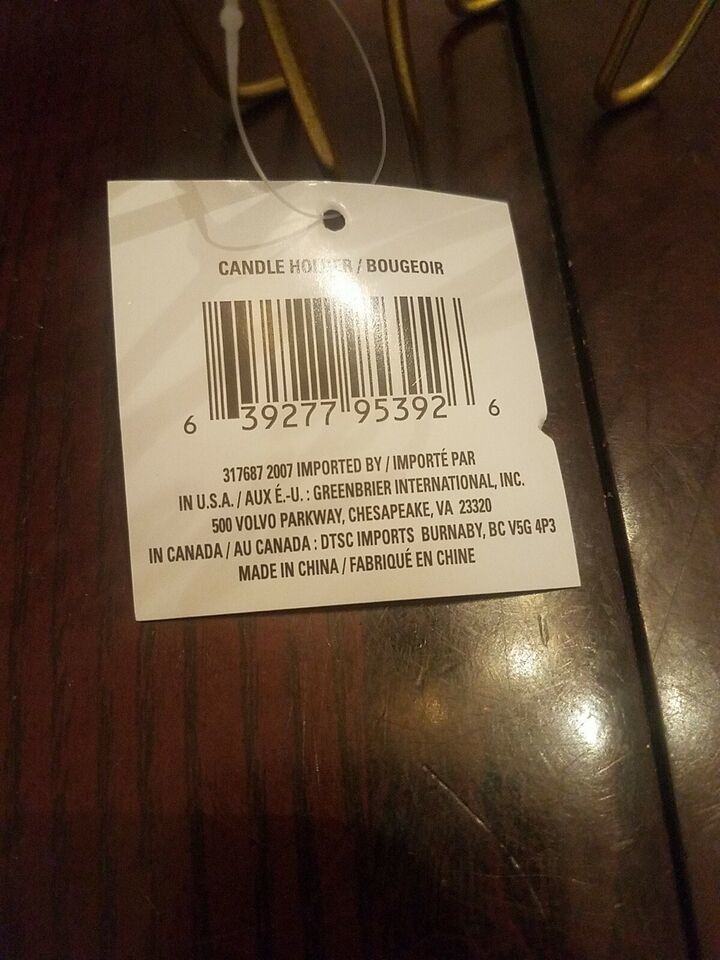 CANDLE HOLDER / BOUGEOIR
6 39277 95392 6
317687 2007 IMPORTED BY / IMPORTÉ PAR
IN U.S.A. / AUX É.-U. : GREENBRIER INTERNATIONAL, INC.
500 VOLVO PARKWAY, CHESAPEAKE, VA 23320
IN CANADA / AU CANADA : DTSC IMPORTS BURNABY, BC V5G 4P3
MADE IN CHINA / FABRIQUÉ EN CHINE